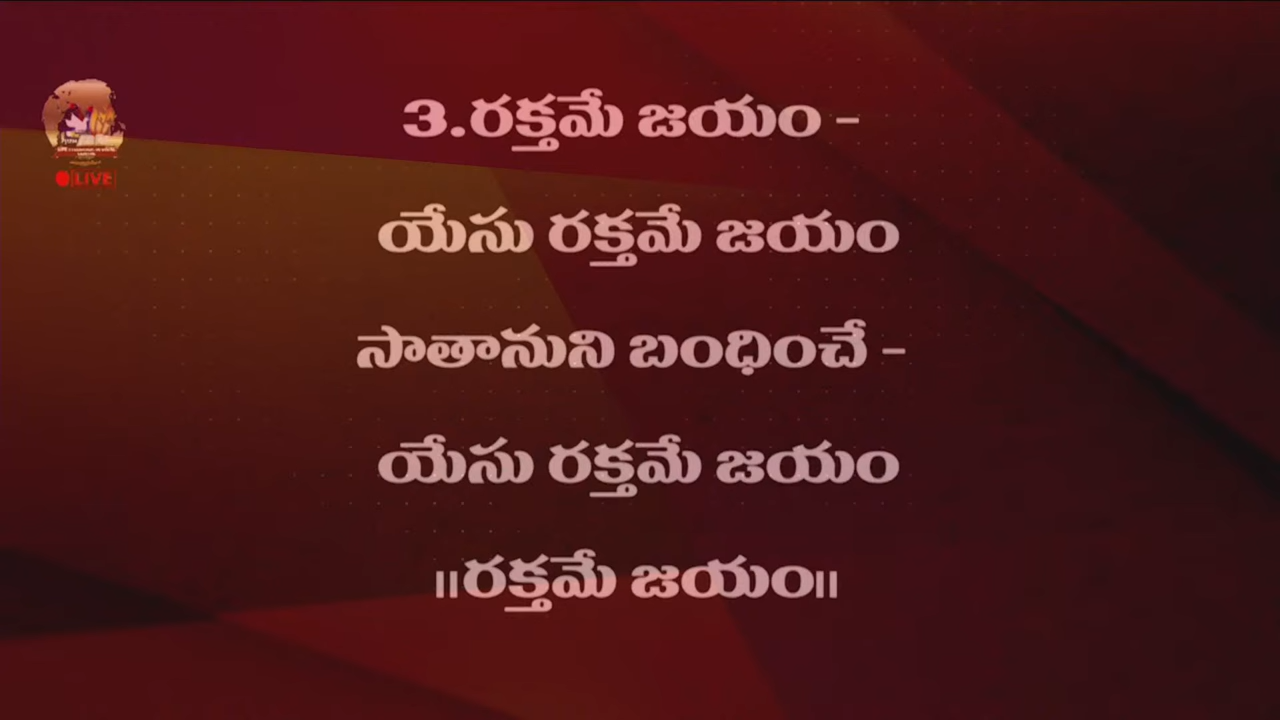 LIVE
3.రక్తమే జయం -
యేసు రక్తమే జయం
సాతానుని బంధించే -
యేసు రక్తమే జయం
||రక్తమే జయం||